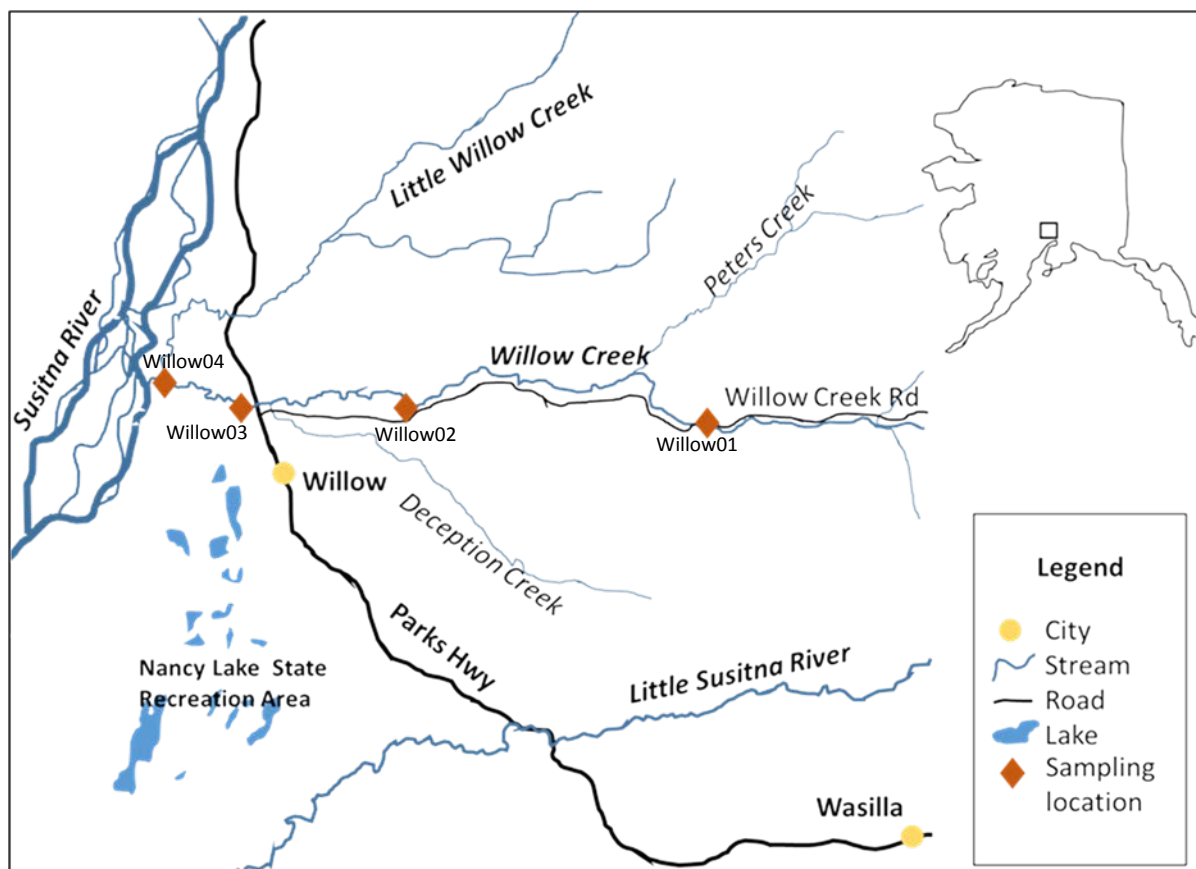 Little Willow Creek
Peters Creek
Susitna River
Willow04
Willow Creek
Willow Creek Rd
Willow03
Willow02
Willow01
Willow
Deception Creek
Legend
City
Stream
Road
Lake
Sampling
location
Parks Hwy
Nancy Lake State
Recreation Area
Little Susitna River
Wasilla